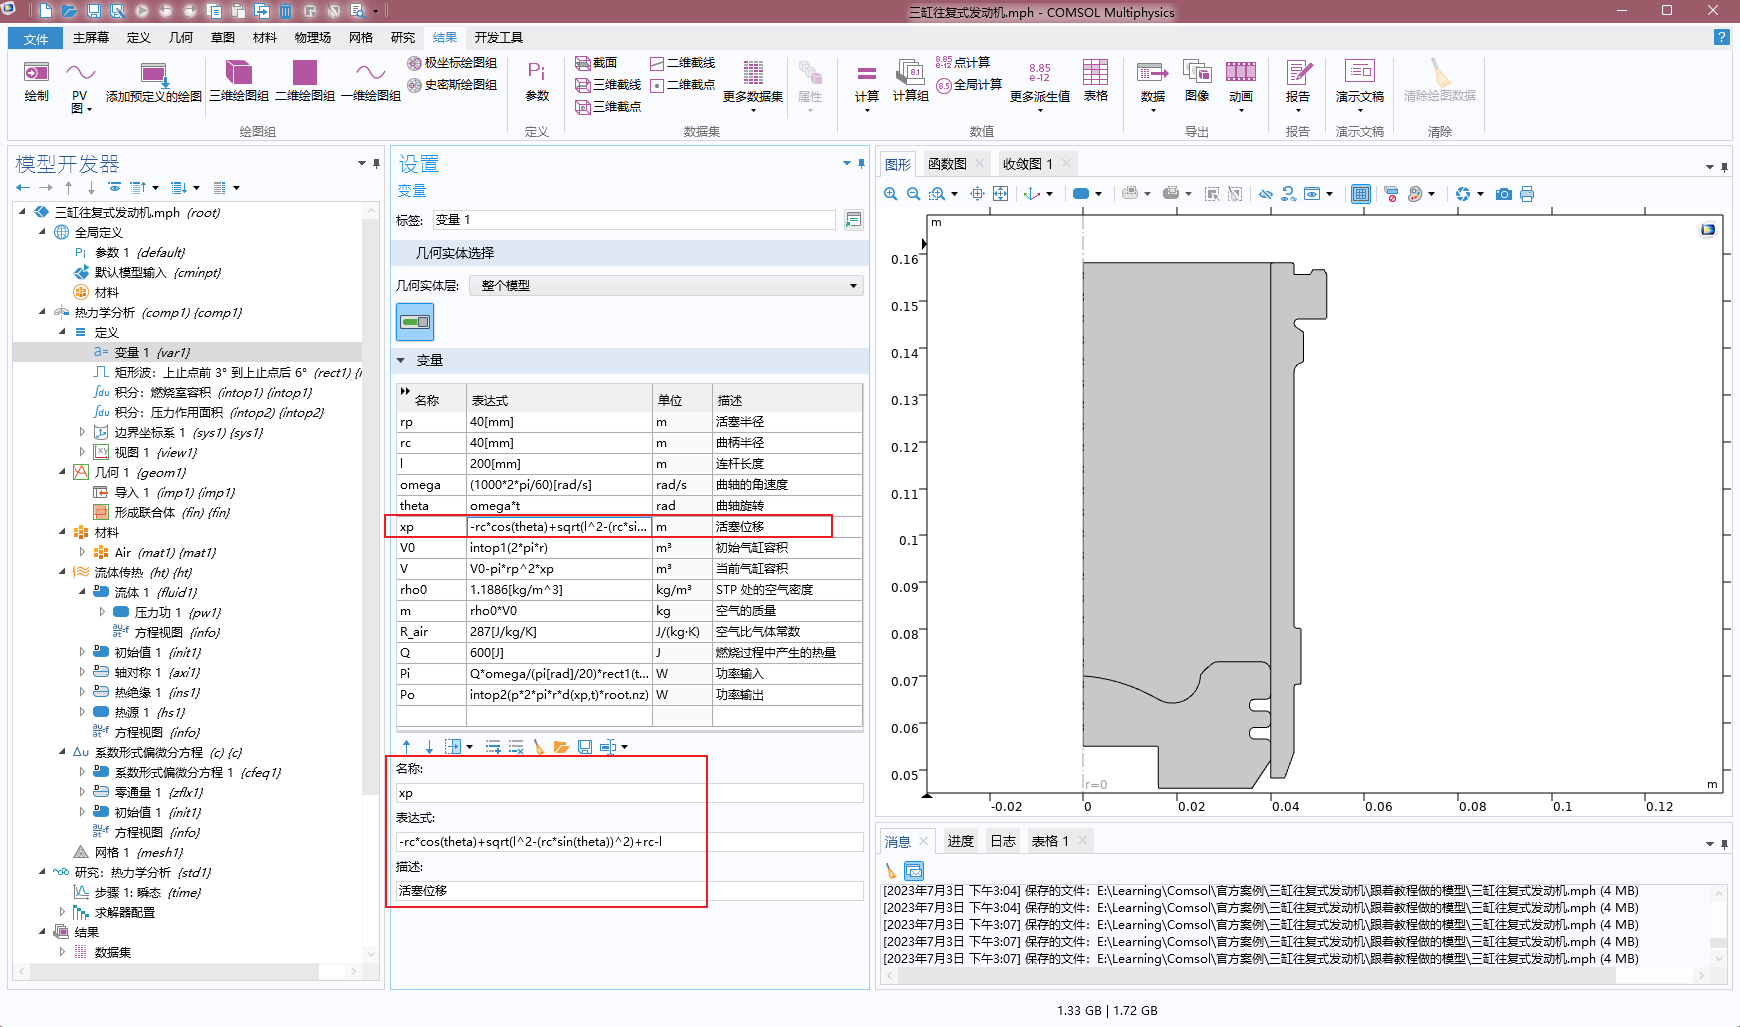 三缸往复式发动机.mph - COMSOL Multiphysics
文件 主屏幕 定义 几何 草图 材料 物理场 网格 研究 结果 开发工具
绘制
PV 图
添加预定义的绘图
三维绘图组
二维绘图组
一维绘图组
极坐标绘图组
史密斯绘图组
绘图组
Pi
参数
定义
截面
三维截线
三维截点
二维截线
二维截点
更多数据集
数据集
属性
计算
计算组
8.85 e-12 点计算
全局计算
8.85 e-12
更多派生值
表格
数值
数据
图像
动画
导出
报告
报告
演示文稿
演示文稿
清除绘图数据
清除
模型开发器
三缸往复式发动机.mph (root)
全局定义
Pi 参数 1 (default)
默认模型输入 {cminpt}
材料
热力学分析 (comp1) {comp1}
定义
a= 变量 1 {var1}
矩形波：上止点前 3° 到上止点后 6° (rect1) {r
∫du 积分：燃烧室容积 (intop1) {intop1}
∫du 积分：压力作用面积 (intop2) {intop2}
边界坐标系 1 (sys1) {sys1}
视图 1 {view1}
几何 1 {geom1}
导入 1 (imp1) {imp1}
形成联合体 (fin) {fin}
材料
Air (mat1) {mat1}
流体传热 (ht) {ht}
流体 1 {fluid1}
压力功 1 {pw1}
方程视图 {info}
初始值 1 {init1}
轴对称 1 {axi1}
热绝缘 1 {ins1}
热源 1 {hs1}
方程视图 {info}
Δu 系数形式偏微分方程 (c) {c}
系数形式偏微分方程 1 {cfeq1}
零通量 1 {zflx1}
初始值 1 {init1}
方程视图 {info}
网格 1 {mesh1}
研究：热力学分析 {std1}
步骤 1: 瞬态 {time}
求解器配置
结果
数据集
设置
变量
标签: 变量 1
几何实体选择
几何实体层: 整个模型
变量
名称 表达式 单位 描述
rp 40[mm] m 活塞半径
rc 40[mm] m 曲柄半径
l 200[mm] m 连杆长度
omega (1000*2*pi/60)[rad/s] rad/s 曲轴的角速度
theta omega*t rad 曲轴旋转
xp -rc*cos(theta)+sqrt(l^2-(rc*si... m 活塞位移
V0 intop1(2*pi*r) m³ 初始气缸容积
V V0-pi*rp^2*xp m³ 当前气缸容积
rho0 1.1886[kg/m^3] kg/m³ STP 处的空气密度
m rho0*V0 kg 空气的质量
R_air 287[J/kg/K] J/(kg·K) 空气比气体常数
Q 600[J] J 燃烧过程中产生的热量
Pi Q*omega/(pi[rad]/20)*rect1(t... W 功率输入
Po intop2(p*2*pi*r*d(xp,t)*root.nz) W 功率输出
名称:
xp
表达式:
-rc*cos(theta)+sqrt(l^2-(rc*sin(theta))^2)+rc-l
描述:
活塞位移
图形 函数图 收敛图 1
m
0.16
0.15
0.14
0.13
0.12
0.11
0.1
0.09
0.08
0.07
0.06
0.05
r=0
m
-0.02 0 0.02 0.04 0.06 0.08 0.1 0.12
消息 进度 日志 表格 1
[2023年7月3日 下午3:04] 保存的文件：E:\Learning\Comsol\官方案例\三缸往复式发动机\跟着教程做的模型\三缸往复式发动机.mph (4 MB)
[2023年7月3日 下午3:04] 保存的文件：E:\Learning\Comsol\官方案例\三缸往复式发动机\跟着教程做的模型\三缸往复式发动机.mph (4 MB)
[2023年7月3日 下午3:07] 保存的文件：E:\Learning\Comsol\官方案例\三缸往复式发动机\跟着教程做的模型\三缸往复式发动机.mph (4 MB)
[2023年7月3日 下午3:07] 保存的文件：E:\Learning\Comsol\官方案例\三缸往复式发动机\跟着教程做的模型\三缸往复式发动机.mph (4 MB)
[2023年7月3日 下午3:07] 保存的文件：E:\Learning\Comsol\官方案例\三缸往复式发动机\跟着教程做的模型\三缸往复式发动机.mph (4 MB)
1.33 GB | 1.72 GB